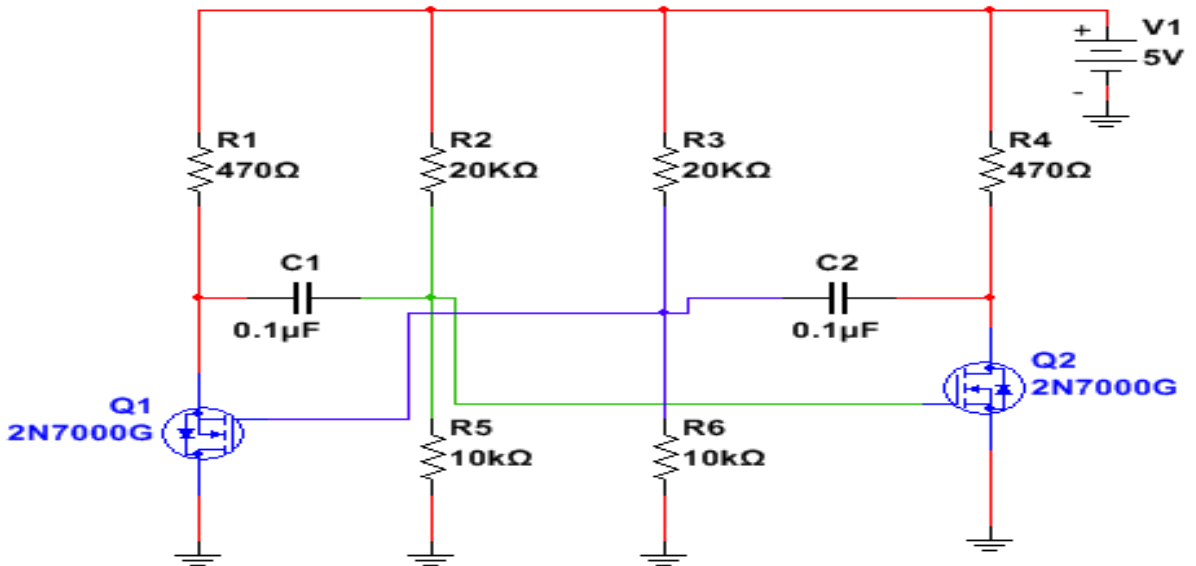 V1
+
5V
-
R1
470Ω
R2
20KΩ
R3
20KΩ
R4
470Ω
C1
0.1µF
C2
0.1µF
Q1
2N7000G
Q2
2N7000G
R5
10kΩ
R6
10kΩ